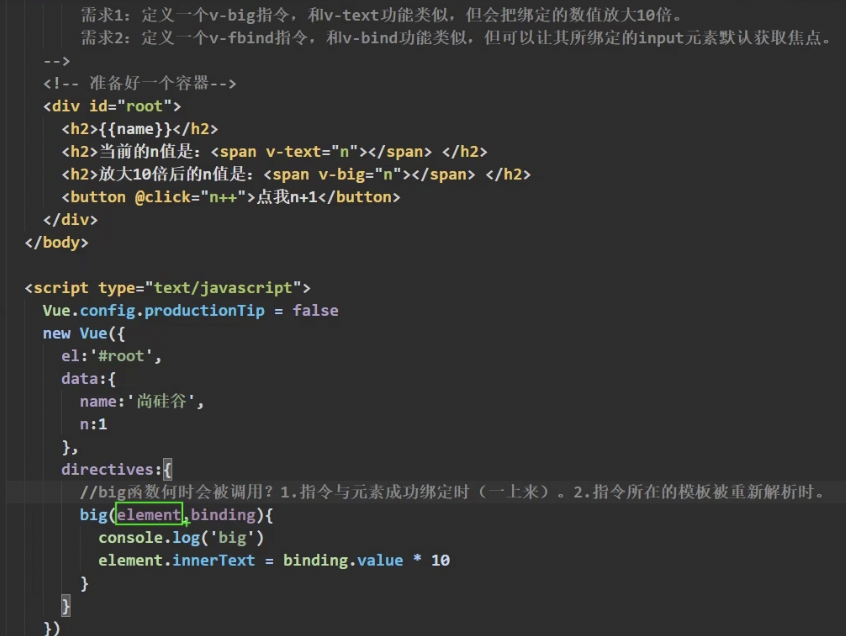 需求1：定义一个v-big指令，和v-text功能类似，但会把绑定的数值放大10倍。
需求2：定义一个v-fbind指令，和v-bind功能类似，但可以让其所绑定的input元素默认获取焦点。
-->
<!-- 准备好一个容器-->
<div id="root">
<h2>{{name}}</h2>
<h2>当前的n值是：<span v-text="n"></span> </h2>
<h2>放大10倍后的n值是：<span v-big="n"></span> </h2>
<button @click="n++">点我n+1</button>
</div>
</body>
<script type="text/javascript">
Vue.config.productionTip = false
new Vue({
el:'#root',
data:{
name:'尚硅谷',
n:1
},
directives:{
//big函数何时会被调用？1.指令与元素成功绑定时（一上来）。2.指令所在的模板被重新解析时。
big(element,binding){
console.log('big')
element.innerText = binding.value * 10
}
}
})